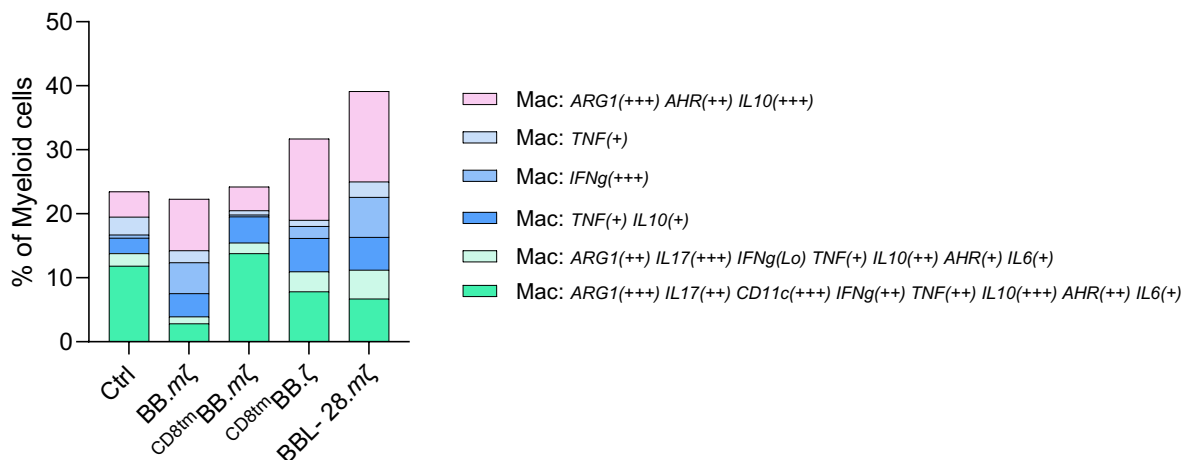 50
40
30
20
10
0
% of Myeloid cells
Ctrl
BB.mζ
CD8tmBB.mζ
CD8tmBB.ζ
BBL- 28.mζ
Mac: ARG1(+++) AHR(++) IL10(+++)
Mac: TNF(+)
Mac: IFNg(+++)
Mac: TNF(+) IL10(+)
Mac: ARG1(++) IL17(+++) IFNg(Lo) TNF(+) IL10(++) AHR(+) IL6(+)
Mac: ARG1(+++) IL17(++) CD11c(+++) IFNg(++) TNF(++) IL10(+++) AHR(++) IL6(+)